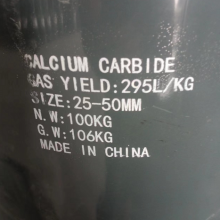 CALCIUM CARBIDE
GAS YIELD:295L/KG
SIZE:25-50MM
N.W:100KG
G.W:106KG
MADE IN CHINA